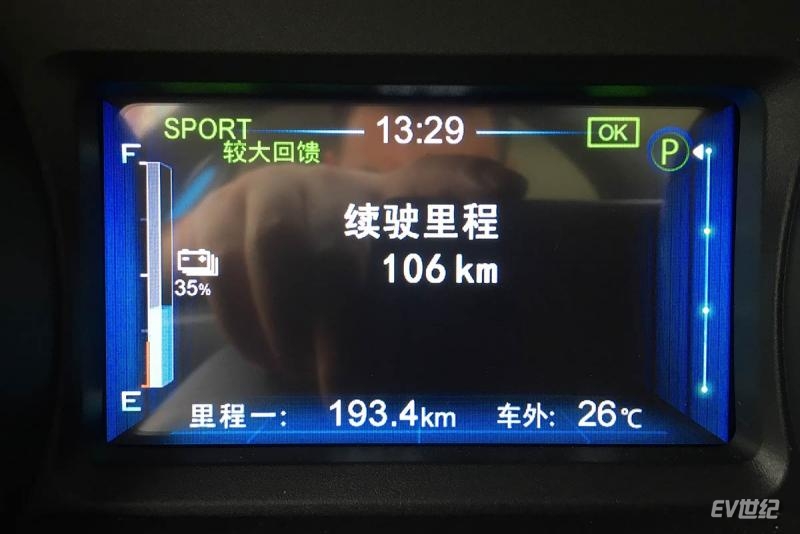 SPORT 13:29 OK
较大回馈 P
F
续驶里程
106 km
35%
E
里程一: 193.4km 车外: 26℃
EV世纪